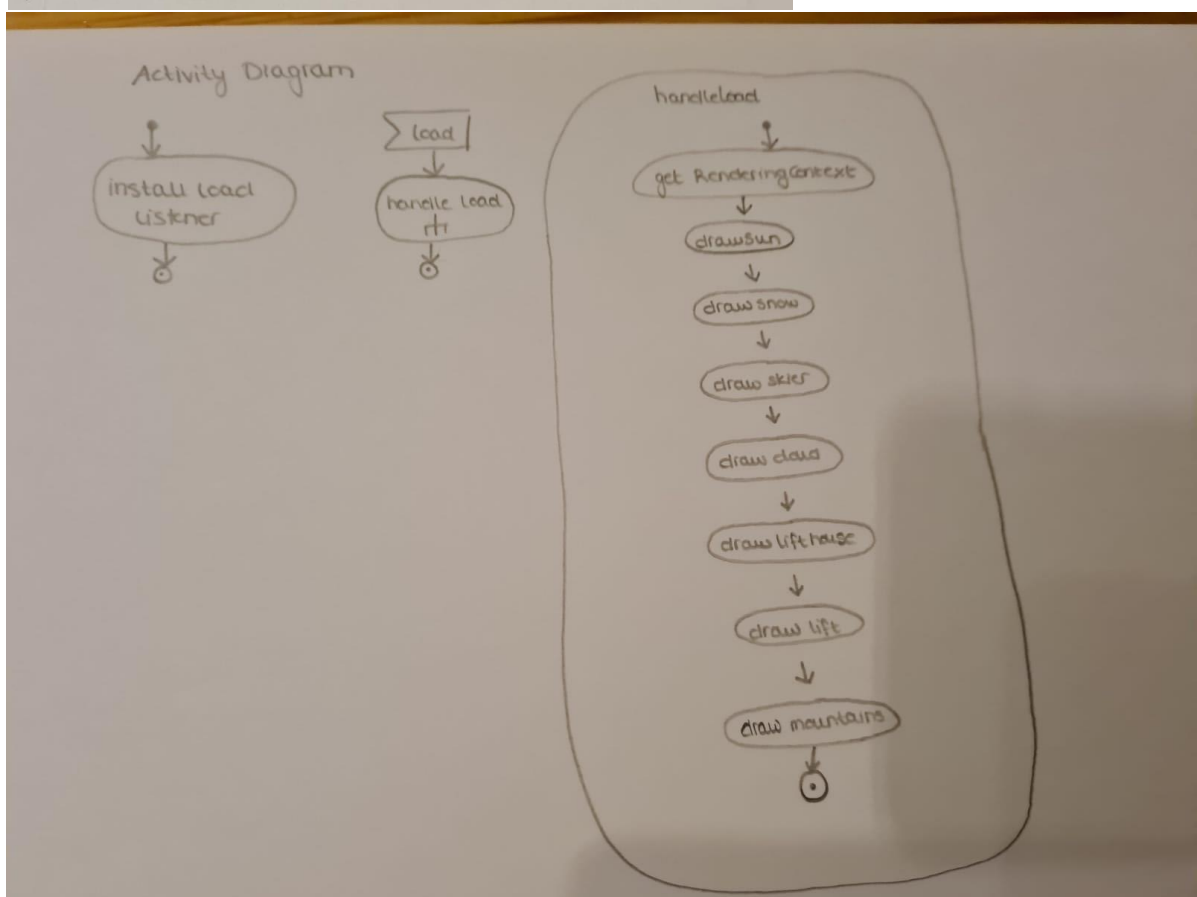 Activity Diagram
install load
Listner
load
handle load
handleload
get RenderingContext
drawsun
draw snow
draw skier
draw cloud
draw lifthouse
draw lift
draw mountains